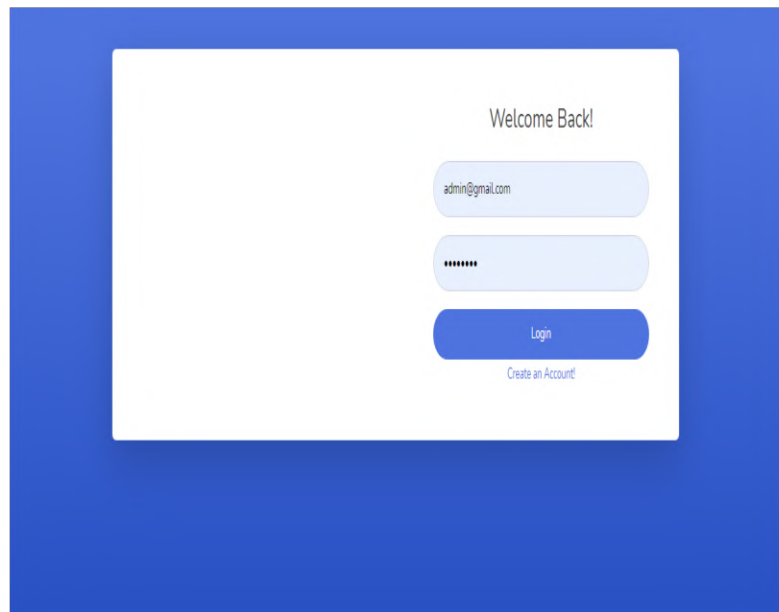 Welcome Back!
admin@gmail.com
••••••••
Login
Create an Account!